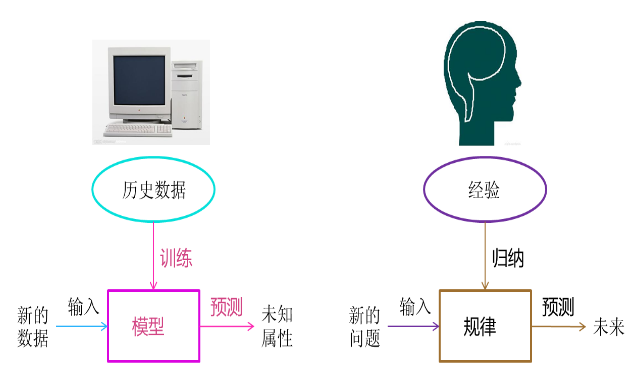 历史数据
训练
新的
数据
输入
模型
预测
未知
属性
经验
归纳
新的
问题
输入
规律
预测
未来